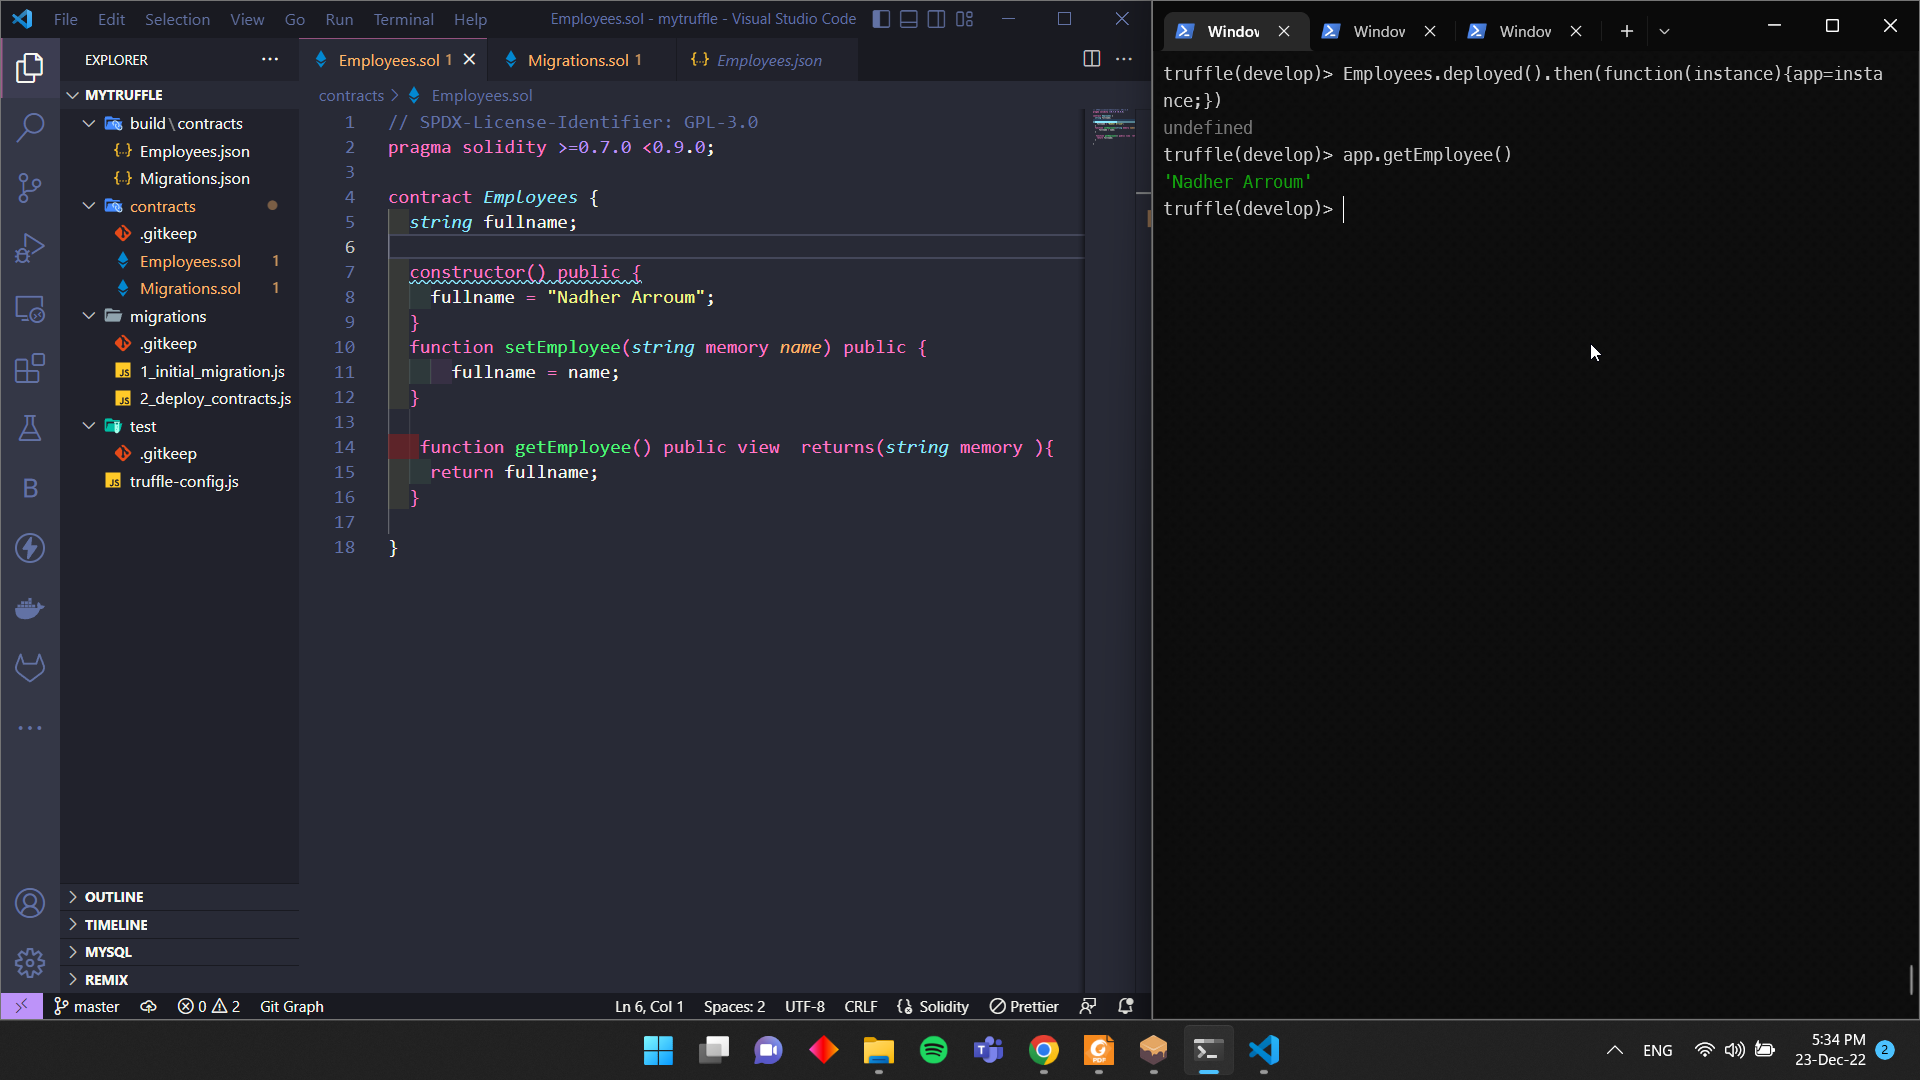 File Edit Selection View Go Run Terminal Help
Employees.sol - mytruffle - Visual Studio Code
EXPLORER
MYTRUFFLE
build\contracts
Employees.json
Migrations.json
contracts
.gitkeep
Employees.sol 1
Migrations.sol 1
migrations
.gitkeep
1_initial_migration.js
2_deploy_contracts.js
test
.gitkeep
truffle-config.js
OUTLINE
TIMELINE
MYSQL
REMIX
Employees.sol 1
Migrations.sol 1
Employees.json
contracts > Employees.sol
1 // SPDX-License-Identifier: GPL-3.0
2 pragma solidity >=0.7.0 <0.9.0;
3
4 contract Employees {
5 string fullname;
6
7 constructor() public {
8 fullname = "Nadher Arroum";
9 }
10 function setEmployee(string memory name) public {
11 fullname = name;
12 }
13
14 function getEmployee() public view  returns(string memory ){
15 return fullname;
16 }
17
18 }
master
0 2
Git Graph
Ln 6, Col 1
Spaces: 2
UTF-8
CRLF
Solidity
Prettier
Window
Window
Window
truffle(develop)> Employees.deployed().then(function(instance){app=insta
nce;})
undefined
truffle(develop)> app.getEmployee()
'Nadher Arroum'
truffle(develop)>
PDF
ENG
5:34 PM
23-Dec-22
2